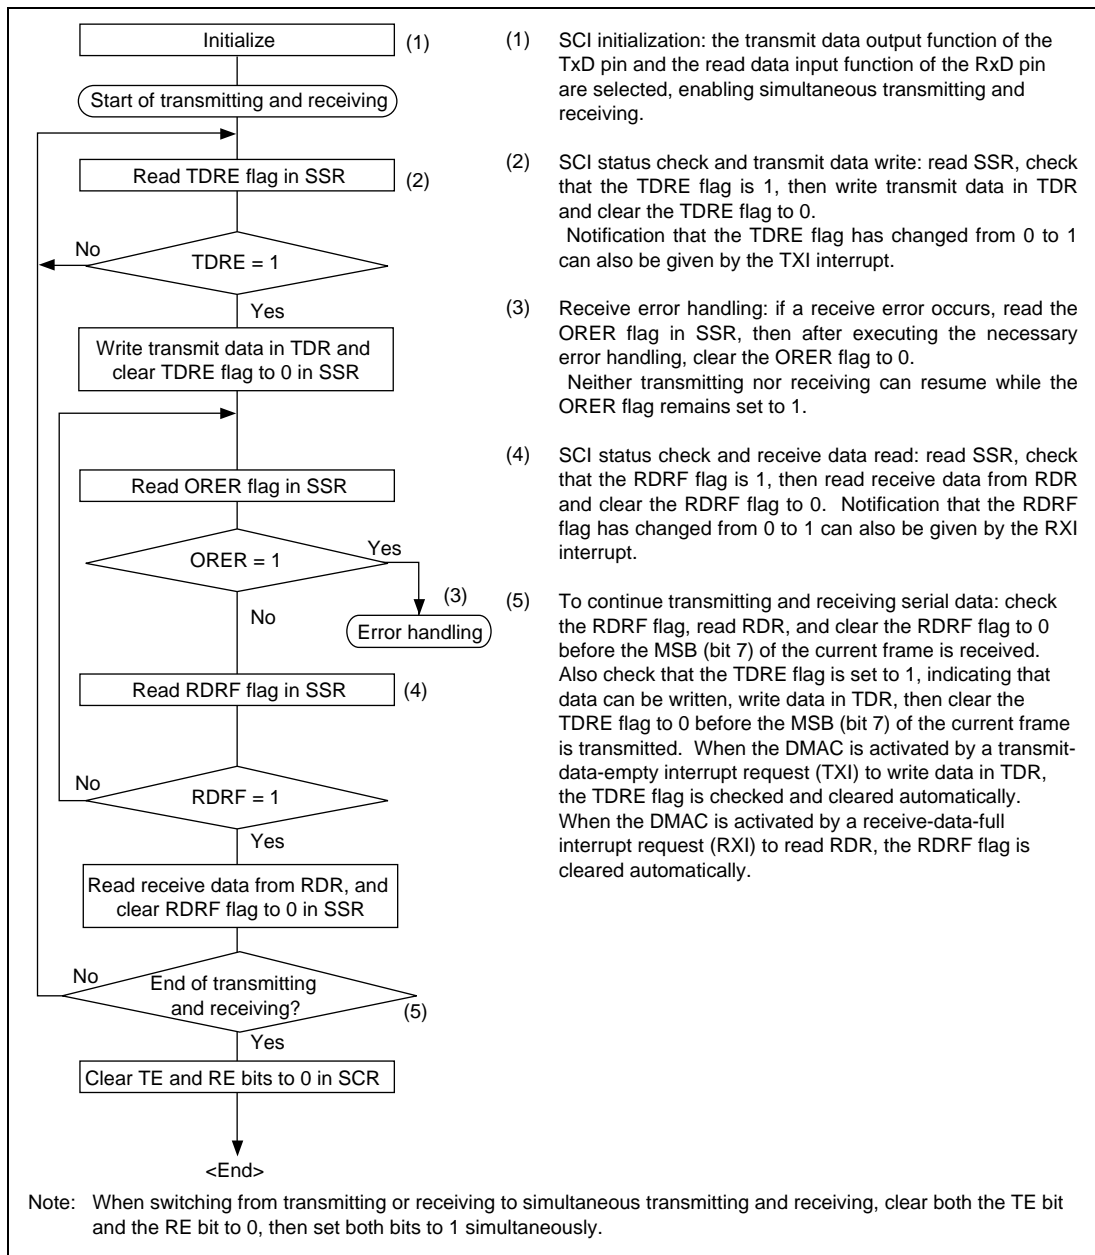 Initialize
(1)
Start of transmitting and receiving
Read TDRE flag in SSR
(2)
No
TDRE = 1
Yes
Write transmit data in TDR and
clear TDRE flag to 0 in SSR
Read ORER flag in SSR
Yes
ORER = 1
(3)
No
Error handling
Read RDRF flag in SSR
(4)
No
RDRF = 1
Yes
Read receive data from RDR, and
clear RDRF flag to 0 in SSR
No
End of transmitting
and receiving?
(5)
Yes
Clear TE and RE bits to 0 in SCR
<End>
(1) SCI initialization: the transmit data output function of the
TxD pin and the read data input function of the RxD pin
are selected, enabling simultaneous transmitting and
receiving.
(2) SCI status check and transmit data write: read SSR, check
that the TDRE flag is 1, then write transmit data in TDR
and clear the TDRE flag to 0.
Notification that the TDRE flag has changed from 0 to 1
can also be given by the TXI interrupt.
(3) Receive error handling: if a receive error occurs, read the
ORER flag in SSR, then after executing the necessary
error handling, clear the ORER flag to 0.
Neither transmitting nor receiving can resume while the
ORER flag remains set to 1.
(4) SCI status check and receive data read: read SSR, check
that the RDRF flag is 1, then read receive data from RDR
and clear the RDRF flag to 0. Notification that the RDRF
flag has changed from 0 to 1 can also be given by the RXI
interrupt.
(5) To continue transmitting and receiving serial data: check
the RDRF flag, read RDR, and clear the RDRF flag to 0
before the MSB (bit 7) of the current frame is received.
Also check that the TDRE flag is set to 1, indicating that
data can be written, write data in TDR, then clear the
TDRE flag to 0 before the MSB (bit 7) of the current frame
is transmitted. When the DMAC is activated by a transmit-
data-empty interrupt request (TXI) to write data in TDR,
the TDRE flag is checked and cleared automatically.
When the DMAC is activated by a receive-data-full
interrupt request (RXI) to read RDR, the RDRF flag is
cleared automatically.
Note: When switching from transmitting or receiving to simultaneous transmitting and receiving, clear both the TE bit
and the RE bit to 0, then set both bits to 1 simultaneously.